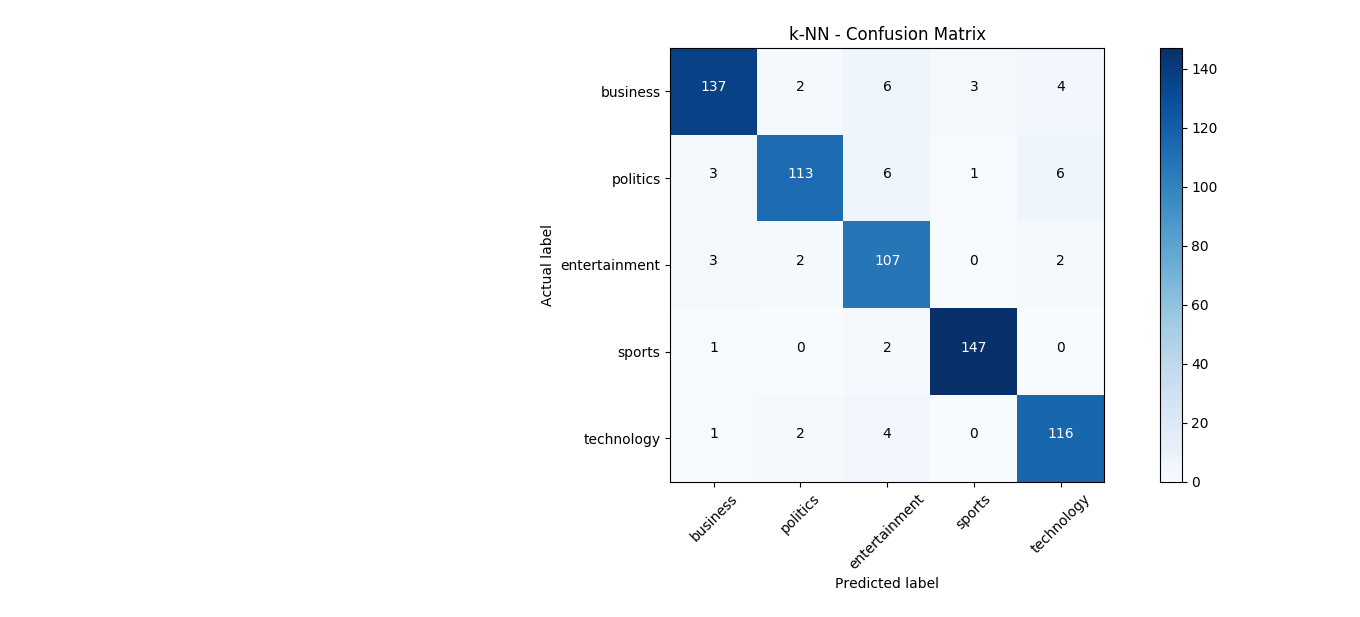 k-NN - Confusion Matrix
business 137 2 6 3 4
politics 3 113 6 1 6
entertainment 3 2 107 0 2
sports 1 0 2 147 0
technology 1 2 4 0 116
Actual label
business politics entertainment sports technology
Predicted label
140
120
100
80
60
40
20
0